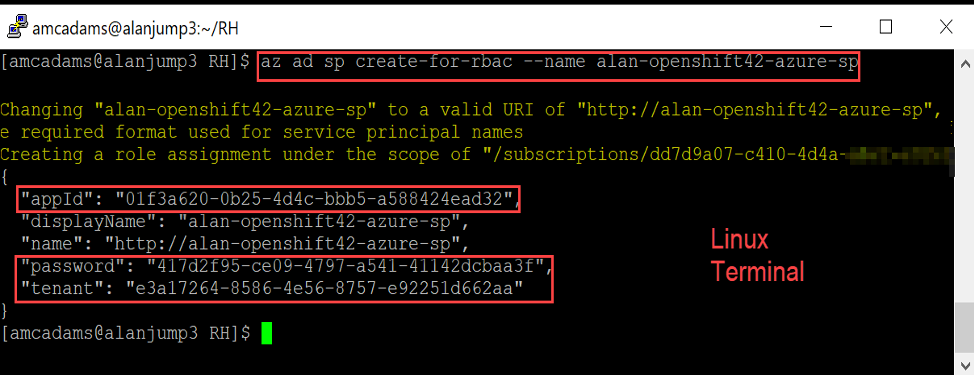 amcadams@alanjump3:~/RH
[amcadams@alanjump3 RH]$ az ad sp create-for-rbac --name alan-openshift42-azure-sp
Changing "alan-openshift42-azure-sp" to a valid URI of "http://alan-openshift42-azure-sp",
e required format used for service principal names
Creating a role assignment under the scope of "/subscriptions/dd7d9a07-c410-4d4a-
{
"appId": "01f3a620-0b25-4d4c-bbb5-a588424ead32",
"displayName": "alan-openshift42-azure-sp",
"name": "http://alan-openshift42-azure-sp",
"password": "417d2f95-ce09-4797-a541-41142dcbaa3f",
"tenant": "e3a17264-8586-4e56-8757-e92251d662aa"
}
[amcadams@alanjump3 RH]$
Linux
Terminal